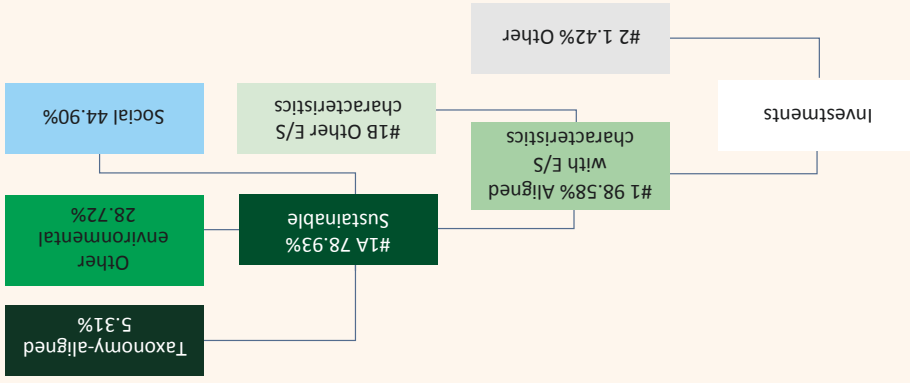 Investments
#1 98.58% Aligned
with E/S
characteristics
#2 1.42% Other
#1A 78.93%
Sustainable
#1B Other E/S
characteristics
Taxonomy-aligned
5.31%
Other
environmental
28.72%
Social 44.90%